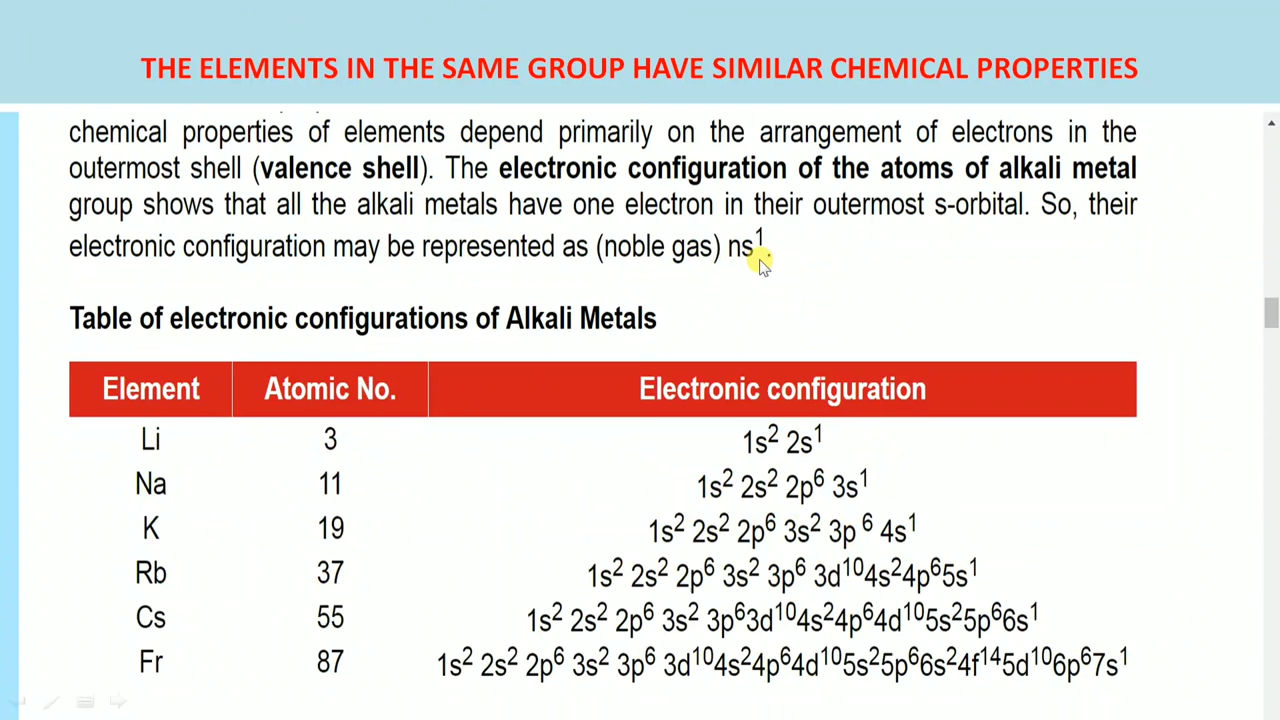 THE ELEMENTS IN THE SAME GROUP HAVE SIMILAR CHEMICAL PROPERTIES
chemical properties of elements depend primarily on the arrangement of electrons in the
outermost shell (valence shell). The electronic configuration of the atoms of alkali metal
group shows that all the alkali metals have one electron in their outermost s-orbital. So, their
electronic configuration may be represented as (noble gas) ns¹.
Table of electronic configurations of Alkali Metals
Element Atomic No. Electronic configuration
Li 3 1s² 2s¹
Na 11 1s² 2s² 2p⁶ 3s¹
K 19 1s² 2s² 2p⁶ 3s² 3p ⁶ 4s¹
Rb 37 1s² 2s² 2p⁶ 3s² 3p⁶ 3d¹⁰4s²4p⁶5s¹
Cs 55 1s² 2s² 2p⁶ 3s² 3p⁶3d¹⁰4s²4p⁶4d¹⁰5s²5p⁶6s¹
Fr 87 1s² 2s² 2p⁶ 3s² 3p⁶ 3d¹⁰4s²4p⁶4d¹⁰5s²5p⁶6s²4f¹⁴5d¹⁰6p⁶7s¹